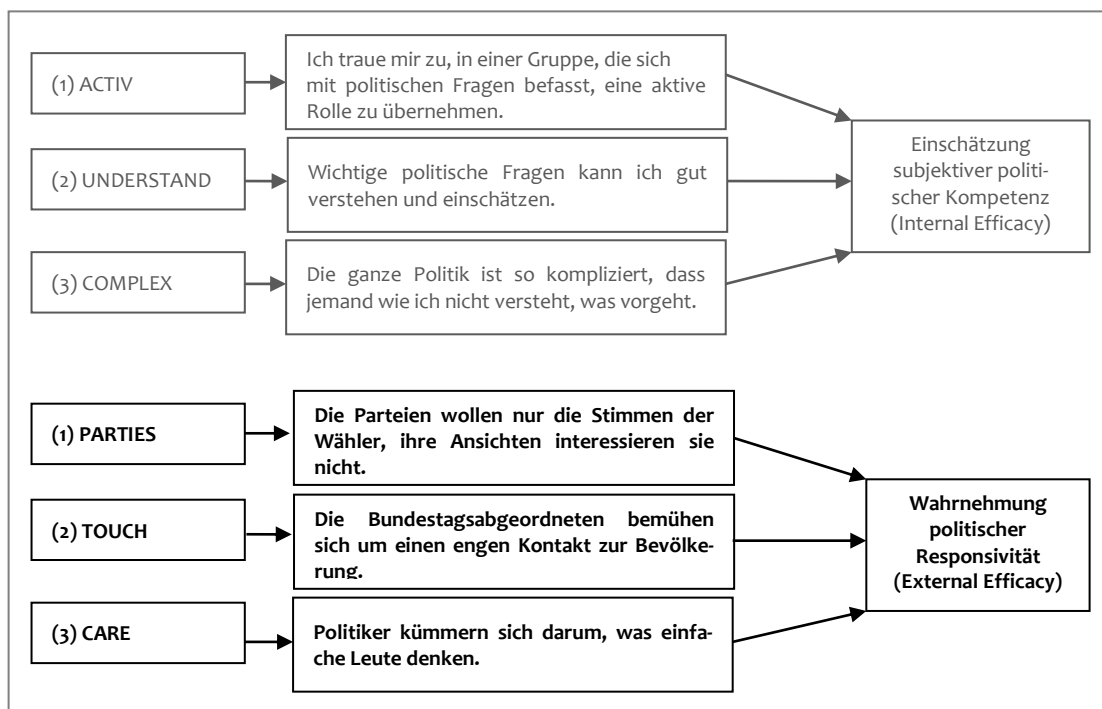 (1) ACTIV
Ich traue mir zu, in einer Gruppe, die sich
mit politischen Fragen befasst, eine aktive
Rolle zu übernehmen.
(2) UNDERSTAND
Wichtige politische Fragen kann ich gut
verstehen und einschätzen.
(3) COMPLEX
Die ganze Politik ist so kompliziert, dass
jemand wie ich nicht versteht, was vorgeht.
Einschätzung
subjektiver politi-
scher Kompetenz
(Internal Efficacy)
(1) PARTIES
Die Parteien wollen nur die Stimmen der
Wähler, ihre Ansichten interessieren sie
nicht.
(2) TOUCH
Die Bundestagsabgeordneten bemühen
sich um einen engen Kontakt zur Bevölke-
rung.
(3) CARE
Politiker kümmern sich darum, was einfa-
che Leute denken.
Wahrnehmung
politischer
Responsivität
(External Efficacy)